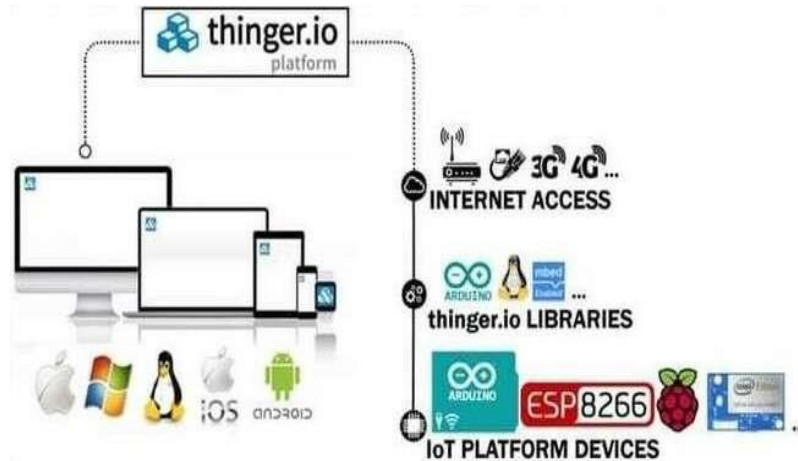 thinger.io
platform
3G 4G...
INTERNET ACCESS
ARDUINO
mbed
Enabled
...
thinger.io LIBRARIES
ARDUINO
ESP8266
...
IoT PLATFORM DEVICES
iOS
ANDROID